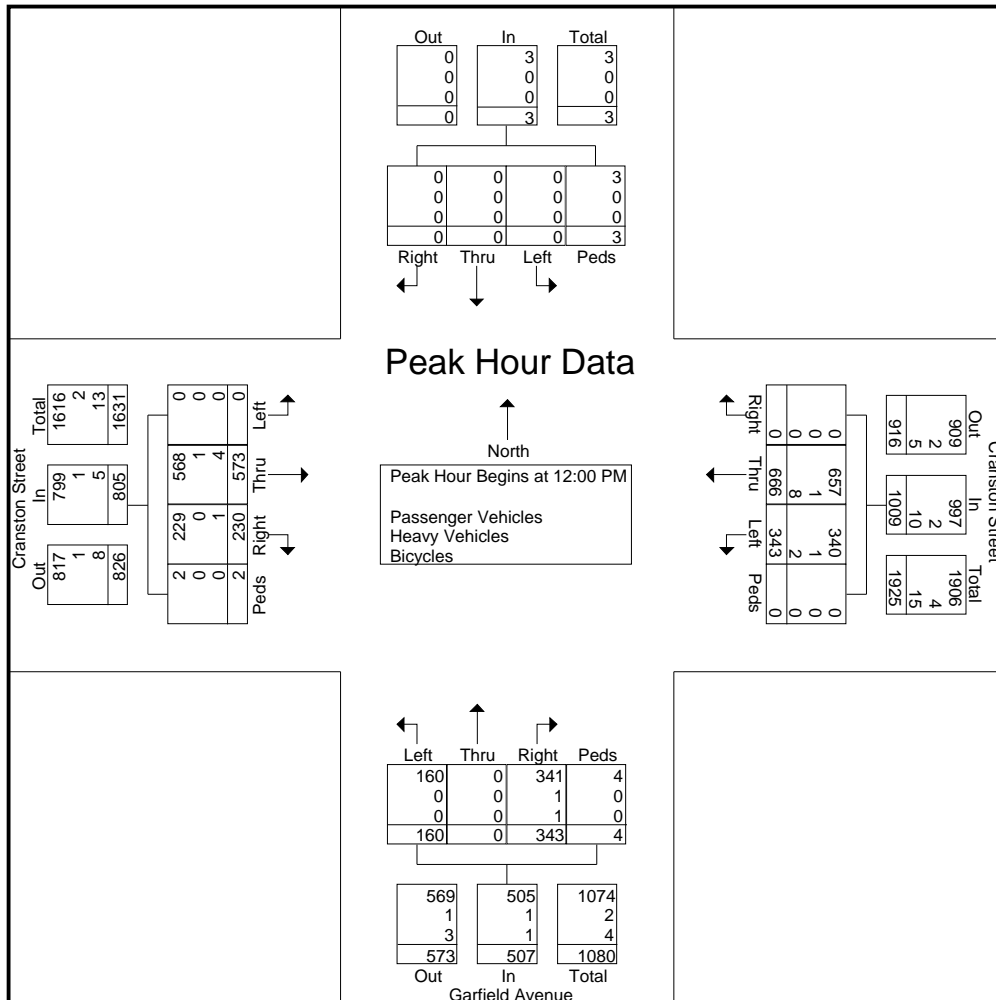 Out In Total
0 3 3
0 0 0
0 0 0
0 3 3
0 0 0 3
0 0 0 0
0 0 0 0
0 0 0 3
Right Thru Left Peds
Peak Hour Data
North
Peak Hour Begins at 12:00 PM
Passenger Vehicles
Heavy Vehicles
Bicycles
Cranston Street
Out In Total
817 799 1616
1 1 2
8 5 13
826 805 1631
2 229 568 0
0 0 1 0
0 1 4 0
2 230 573 0
Peds Right Thru Left
Cranston Street
Out In Total
909 997 1906
2 2 4
5 10 15
916 1009 1925
0 657 340 0
0 1 1 0
0 8 2 0
0 666 343 0
Right Thru Left Peds
Left Thru Right Peds
160 0 341 4
0 0 1 0
0 0 1 0
160 0 343 4
569 505 1074
1 1 2
3 1 4
573 507 1080
Out In Total
Garfield Avenue